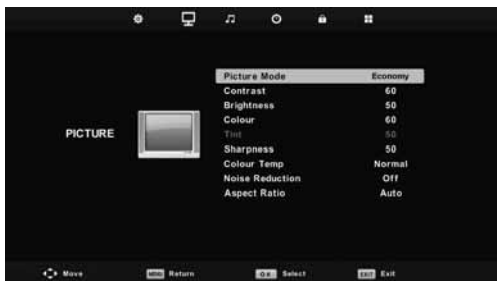 Picture Mode Economy
Contrast 60
Brightness 50
Colour 60
PICTURE
Tint 50
Sharpness 50
Colour Temp Normal
Noise Reduction Off
Aspect Ratio Auto
Move MENU Return OK Select EXIT Exit